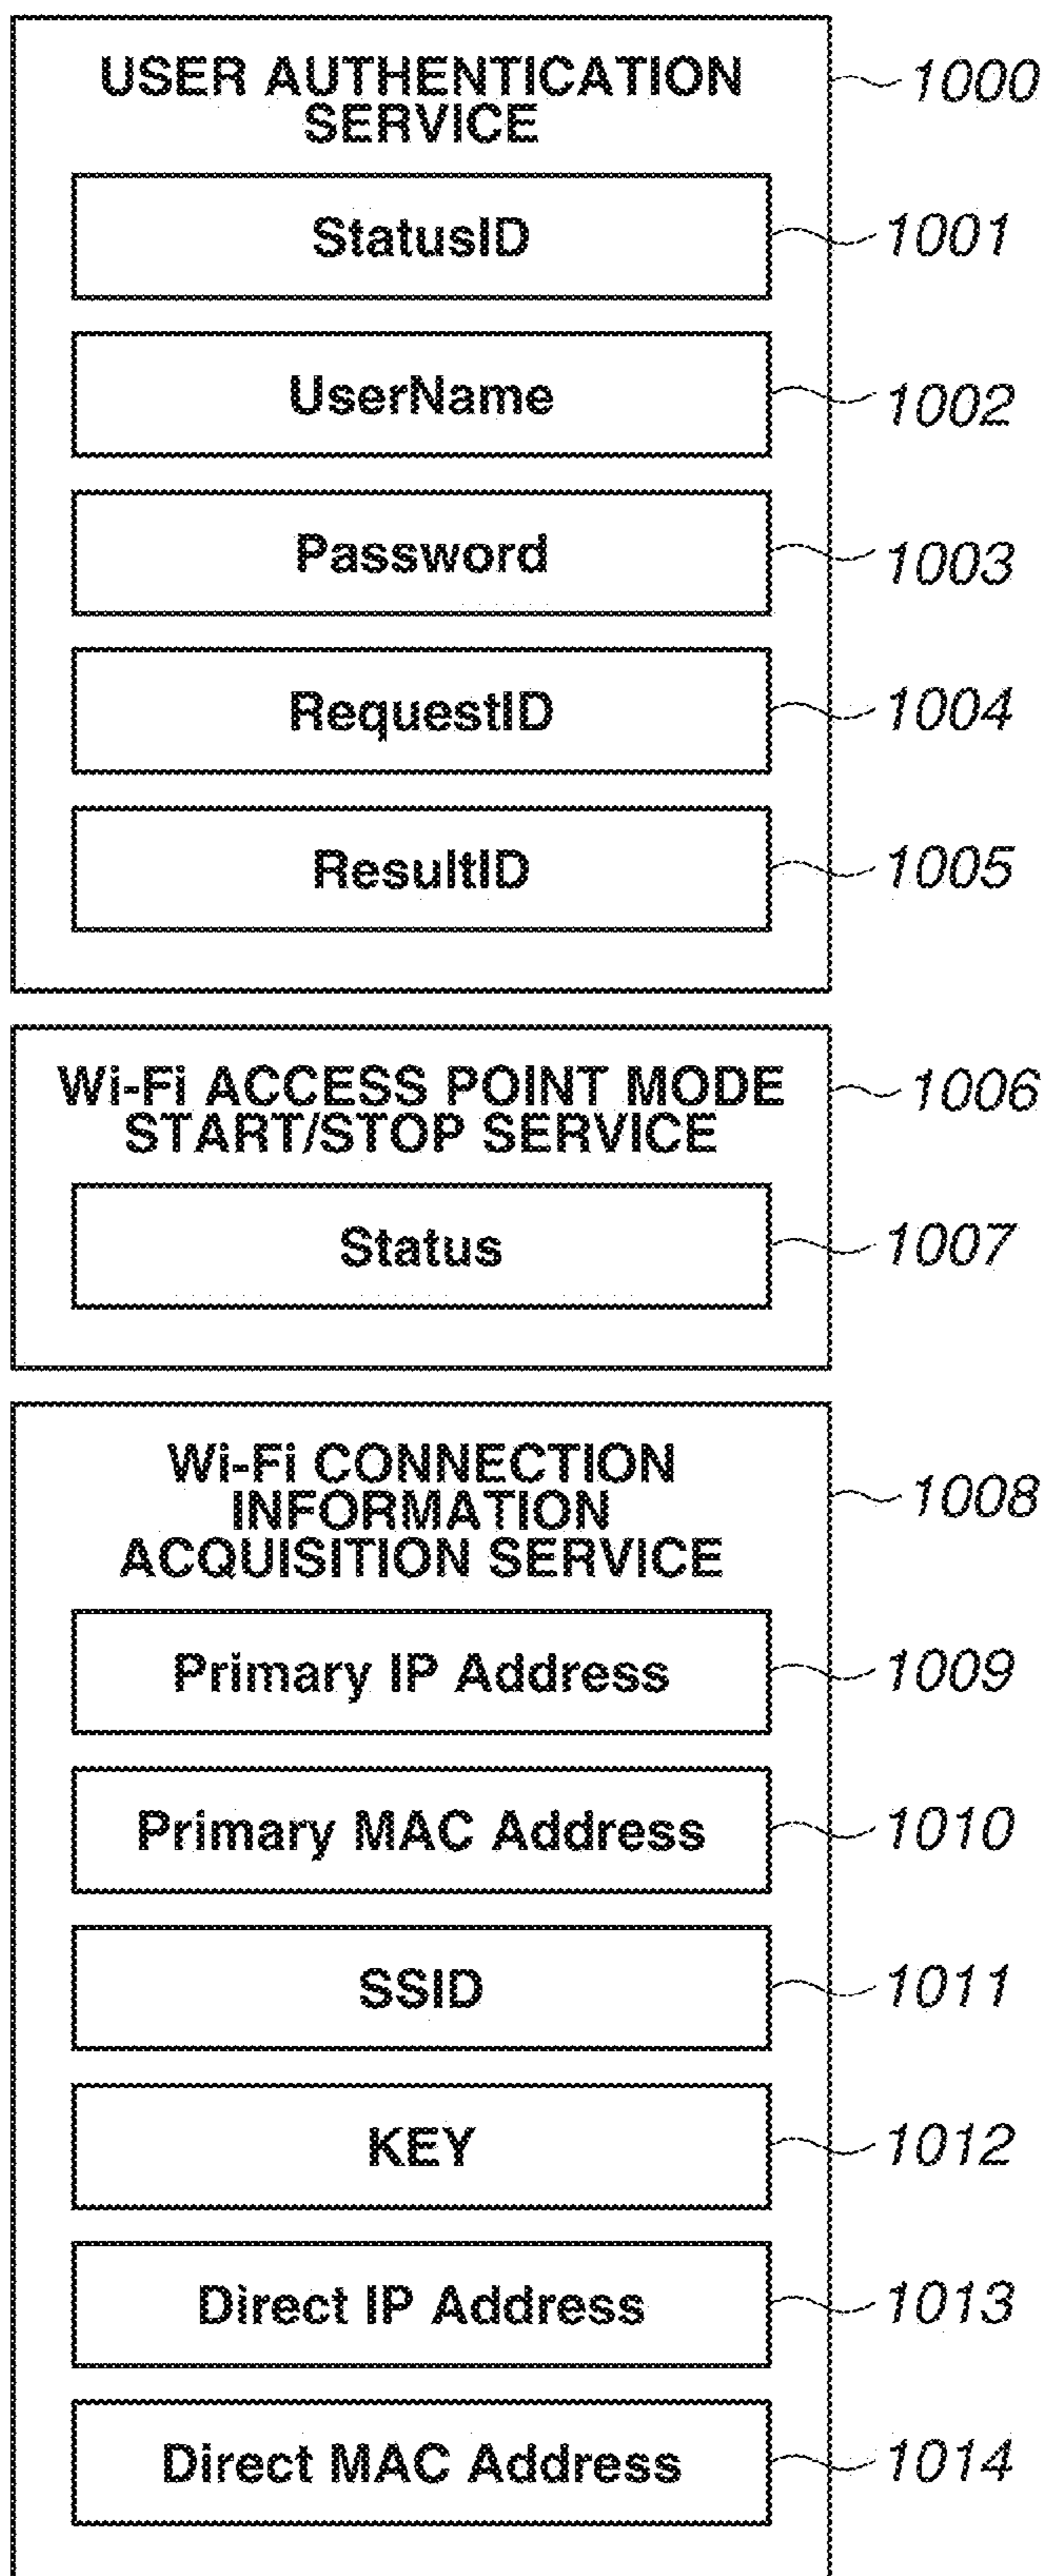 USER AUTHENTICATION 1000
SERVICE
StatusID 1001
UserName 1002
Password 1003
RequestID 1004
ResultID 1005
Wi-Fi ACCESS POINT MODE 1006
START/STOP SERVICE
Status 1007
Wi-Fi CONNECTION
INFORMATION 1008
ACQUISITION SERVICE
Primary IP Address 1009
Primary MAC Address 1010
SSID 1011
KEY 1012
Direct IP Address 1013
Direct MAC Address 1014